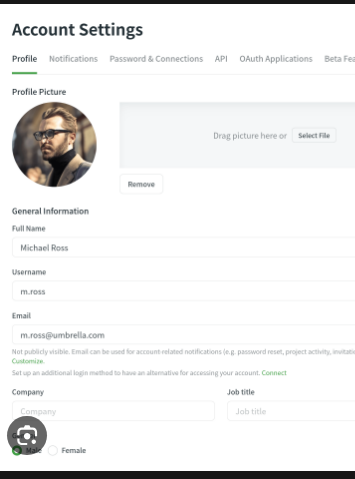 Account Settings
Profile Notifications Password & Connections API OAuth Applications Beta Fea
Profile Picture
Drag picture here or Select File
Remove
General Information
Full Name
Michael Ross
Username
m.ross
Email
m.ross@umbrella.com
Not publicly visible. Email can be used for account-related notifications (e.g. password reset, project activity, invitati
Customize.
Set up an additional login method to have an alternative for accessing your account. Connect
Company Job title
Company Job title
Male Female